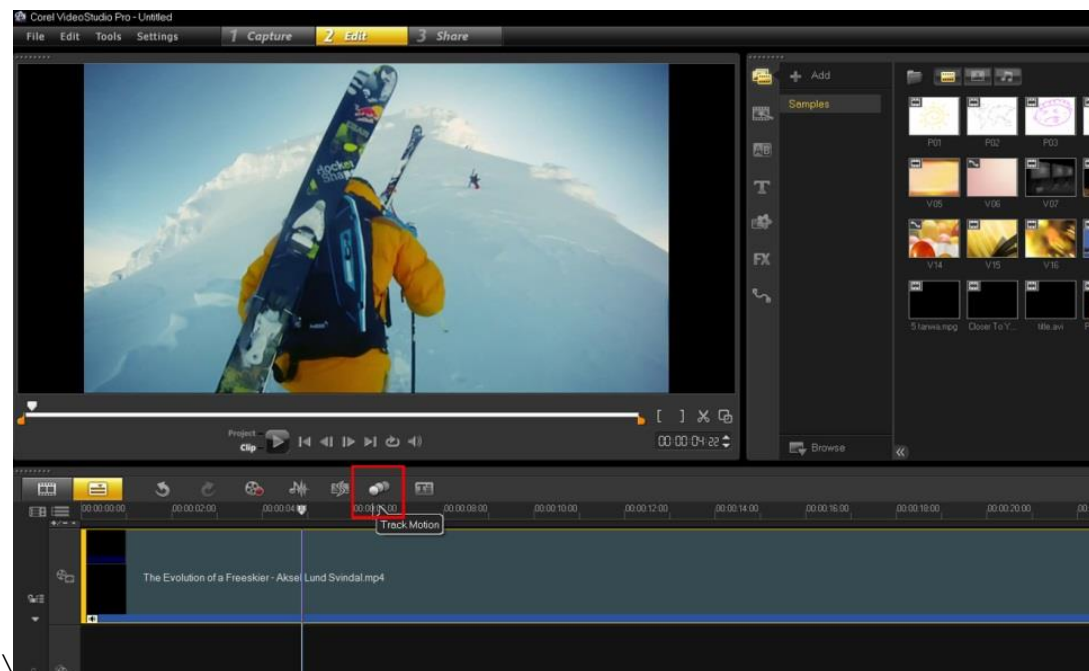 Corel VideoStudio Pro - Untitled
File Edit Tools Settings 1 Capture 2 Edit 3 Share
Add
Samples
P01 P02 P03
V05 V06 V07
V14 V15 V16
title.avi
Browse
Rocker
Shape
Project
Clip
00:00:04:22
Track Motion
00:00:00:00 00:00:02:00 00:00:08:00 00:00:10:00 00:00:12:00 00:00:14:00 00:00:16:00 00:00:18:00 00:00:20:00
The Evolution of a Freeskier - Aksel Lund Svindal.mp4